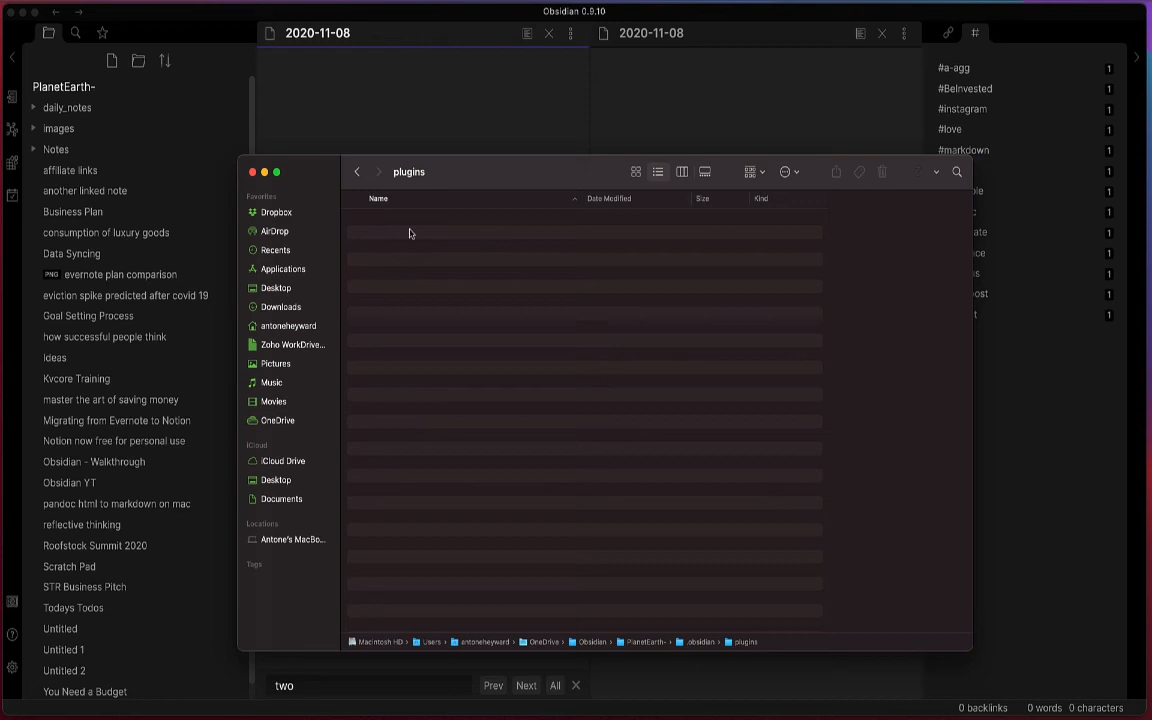 Obsidian 0.9.10
2020-11-08
2020-11-08
PlanetEarth-
daily_notes
images
Notes
affiliate links
another linked note
Business Plan
consumption of luxury goods
Data Syncing
PNG evernote plan comparison
eviction spike predicted after covid 19
Goal Setting Process
how successful people think
Ideas
Kvcore Training
master the art of saving money
Migrating from Evernote to Notion
Notion now free for personal use
Obsidian - Walkthrough
Obsidian YT
pandoc html to markdown on mac
reflective thinking
Roofstock Summit 2020
Scratch Pad
STR Business Pitch
Todays Todos
Untitled
Untitled 1
Untitled 2
You Need a Budget
plugins
Name
Date Modified
Size
Kind
Favorites
Dropbox
AirDrop
Recents
Applications
Desktop
Downloads
antoneheyward
Zoho WorkDrive...
Pictures
Music
Movies
OneDrive
iCloud
iCloud Drive
Desktop
Documents
Locations
Antone's MacBo...
Tags
Macintosh HD › Users › antoneheyward › OneDrive › Obsidian › PlanetEarth- › .obsidian › plugins
two
Prev
Next
All
#
#a-agg 1
#BeInvested 1
#instagram 1
#love 1
#markdown 1
1
ple 1
c 1
ate 1
ce 1
s 1
ost 1
t 1
0 backlinks
0 words
0 characters